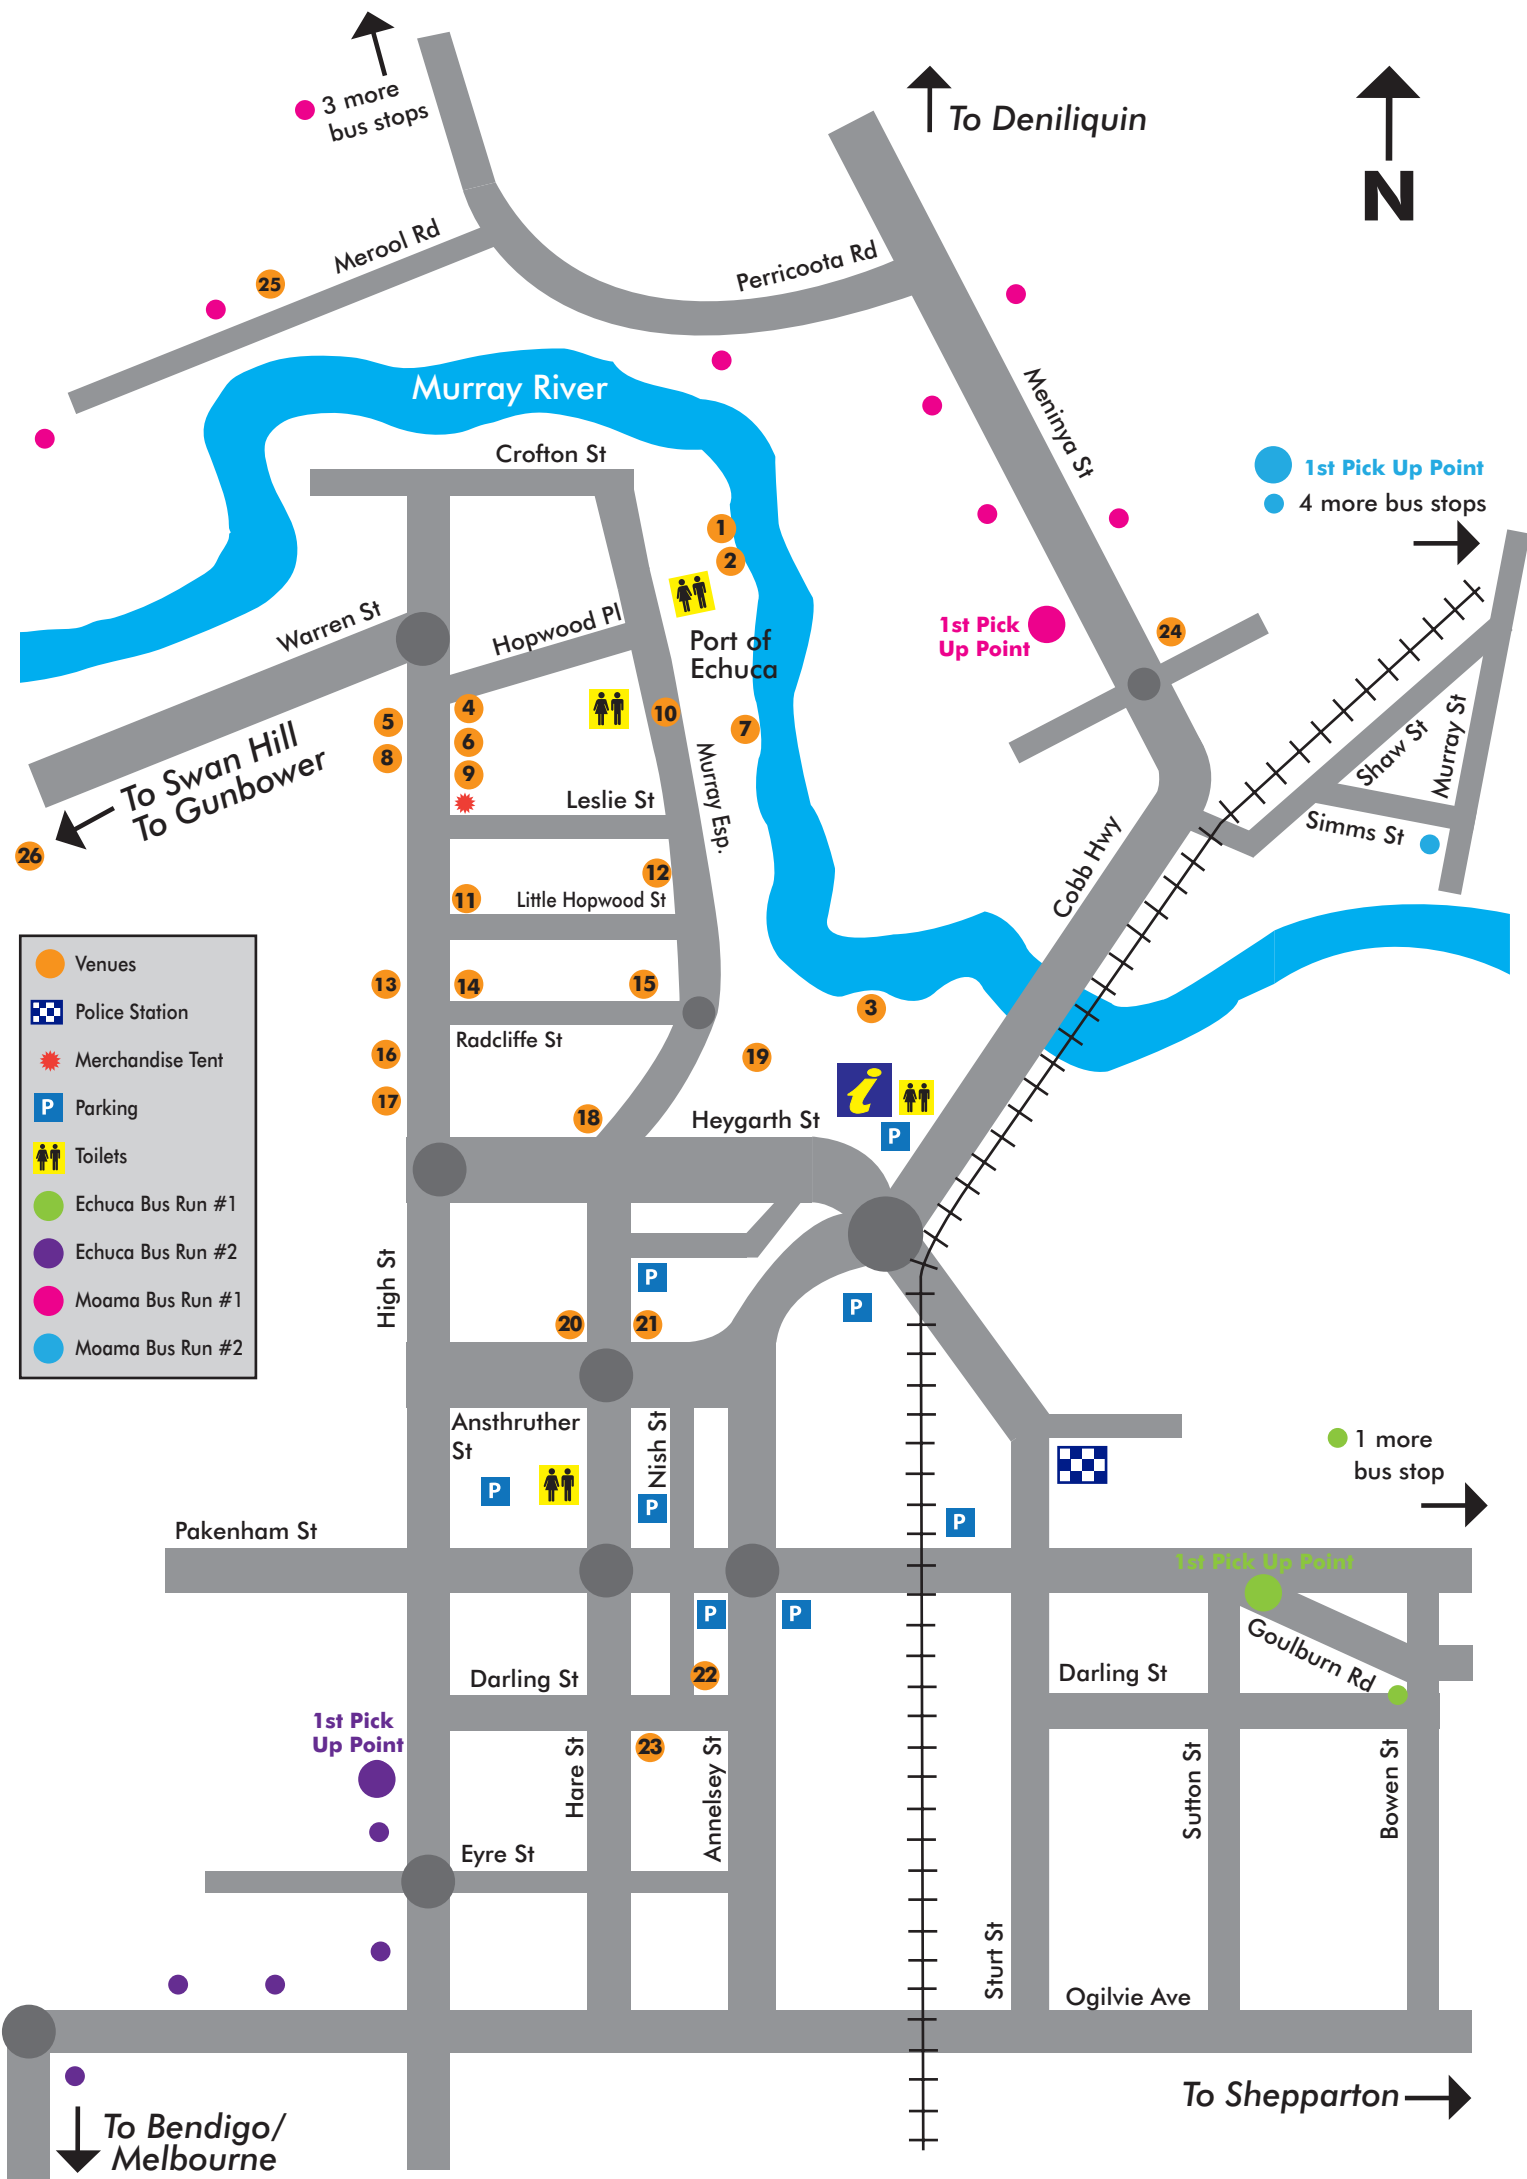 3 more
bus stops
To Deniliquin
N
Merool Rd
Perricoota Rd
25
Murray River
Meninya St
Crofton St
1st Pick Up Point
4 more bus stops
1
2
Warren St
Hopwood Pl
Port of
Echuca
1st Pick
Up Point
24
5
4
10
7
8
6
9
To Swan Hill
To Gunbower
Leslie St
Murray Esp.
Shaw St
Murray St
Simms St
26
12
11
Little Hopwood St
Cobb Hwy
Venues
Police Station
Merchandise Tent
P Parking
Toilets
Echuca Bus Run #1
Echuca Bus Run #2
Moama Bus Run #1
Moama Bus Run #2
13
14
15
3
Radcliffe St
16
19
17
18
Heygarth St
i
P
High St
P
P
20
21
Ansthruther
St
Nish St
P
P
P
1 more
bus stop
Pakenham St
1st Pick Up Point
P
P
Goulburn Rd
Darling St
22
Darling St
1st Pick
Up Point
23
Hare St
Annelsey St
Sutton St
Bowen St
Eyre St
Sturt St
Ogilvie Ave
To Shepparton
To Bendigo/
Melbourne